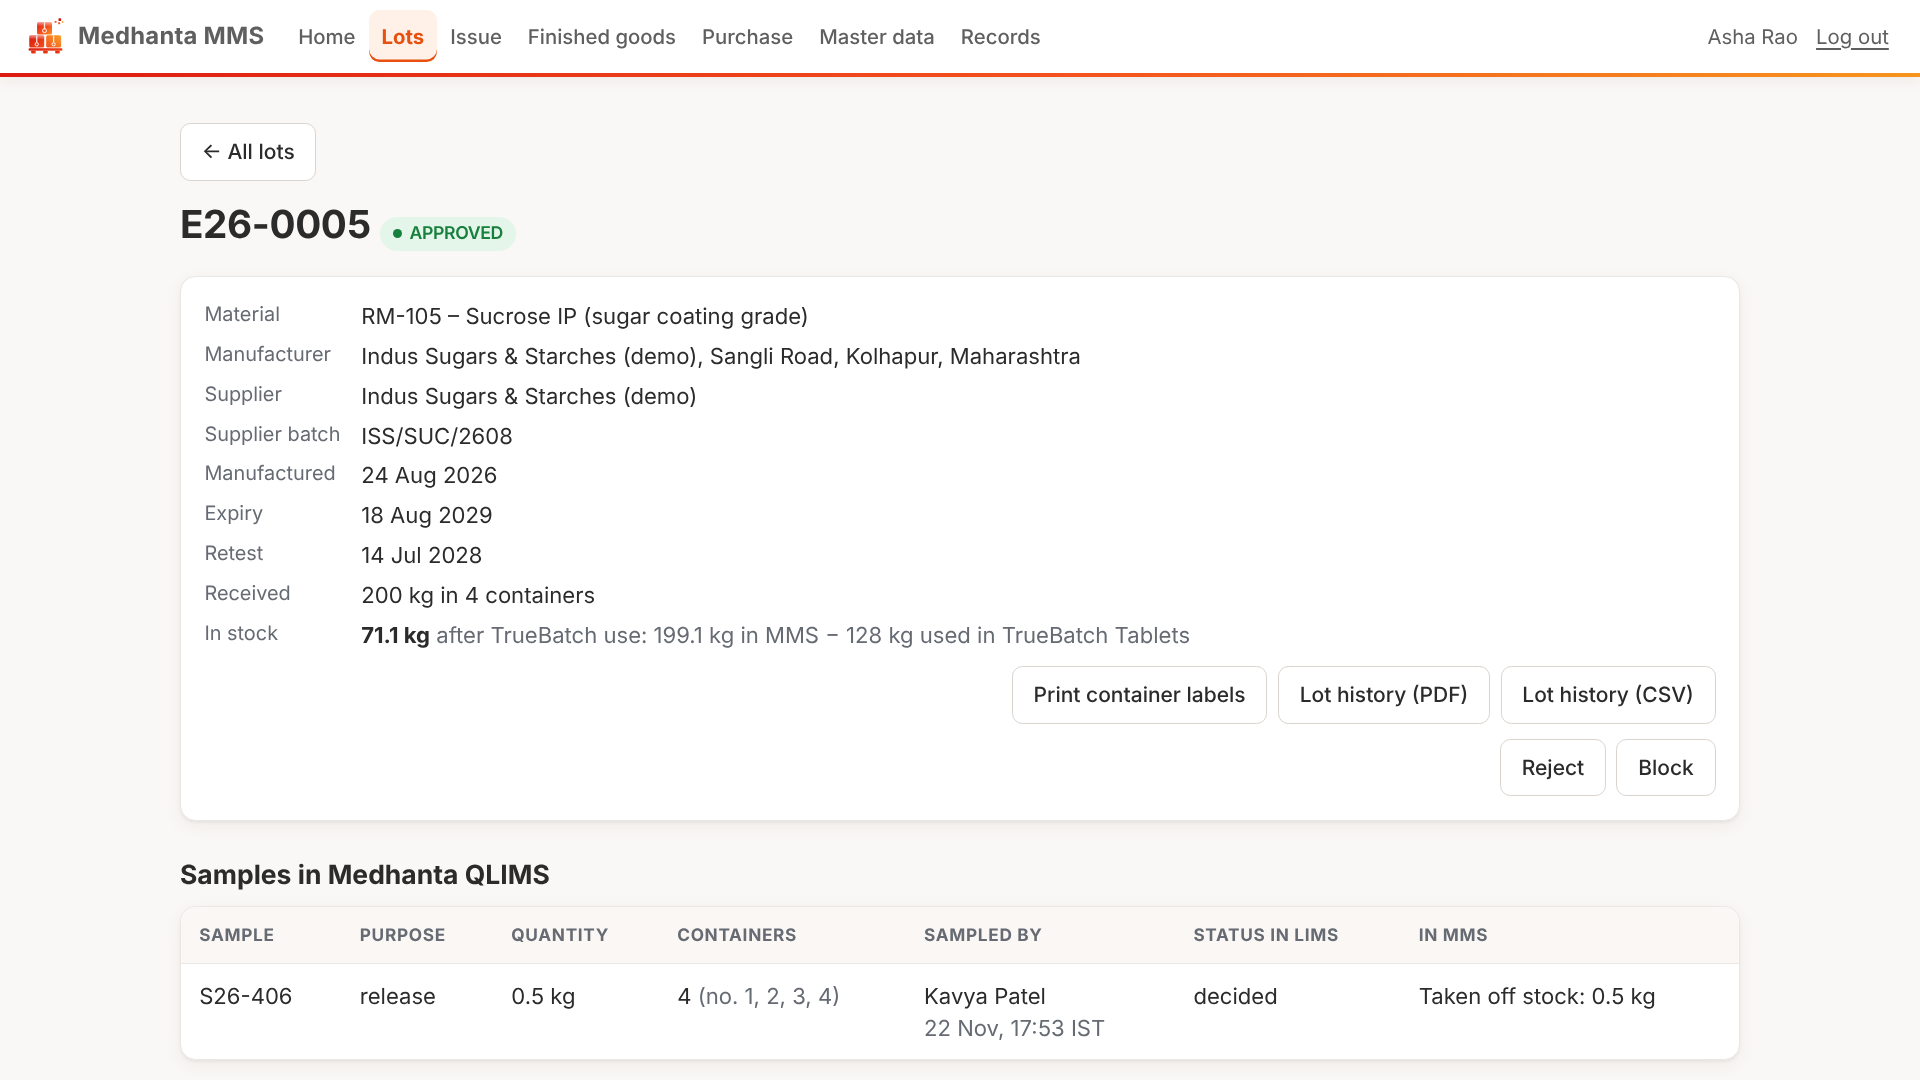 Medhanta MMS Home Lots Issue Finished goods Purchase Master data Records Asha Rao Log out
← All lots
E26-0005 APPROVED
Material RM-105 – Sucrose IP (sugar coating grade)
Manufacturer Indus Sugars & Starches (demo), Sangli Road, Kolhapur, Maharashtra
Supplier Indus Sugars & Starches (demo)
Supplier batch ISS/SUC/2608
Manufactured 24 Aug 2026
Expiry 18 Aug 2029
Retest 14 Jul 2028
Received 200 kg in 4 containers
In stock 71.1 kg after TrueBatch use: 199.1 kg in MMS − 128 kg used in TrueBatch Tablets
Print container labels Lot history (PDF) Lot history (CSV)
Reject Block
Samples in Medhanta QLIMS
SAMPLE PURPOSE QUANTITY CONTAINERS SAMPLED BY STATUS IN LIMS IN MMS
S26-406 release 0.5 kg 4 (no. 1, 2, 3, 4) Kavya Patel decided Taken off stock: 0.5 kg
22 Nov, 17:53 IST